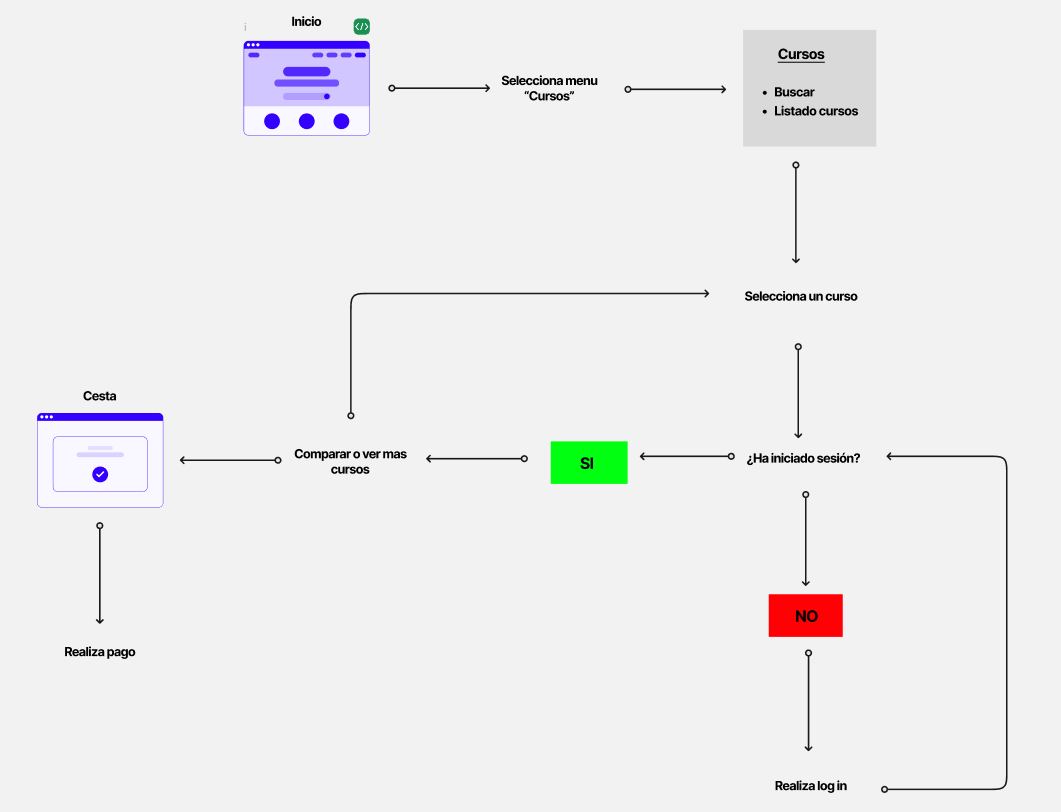 Inicio
i
</>
Selecciona menu
“Cursos”
Cursos
• Buscar
• Listado cursos
Selecciona un curso
Cesta
Comparar o ver mas
cursos
SI
¿Ha iniciado sesión?
NO
Realiza pago
Realiza log in